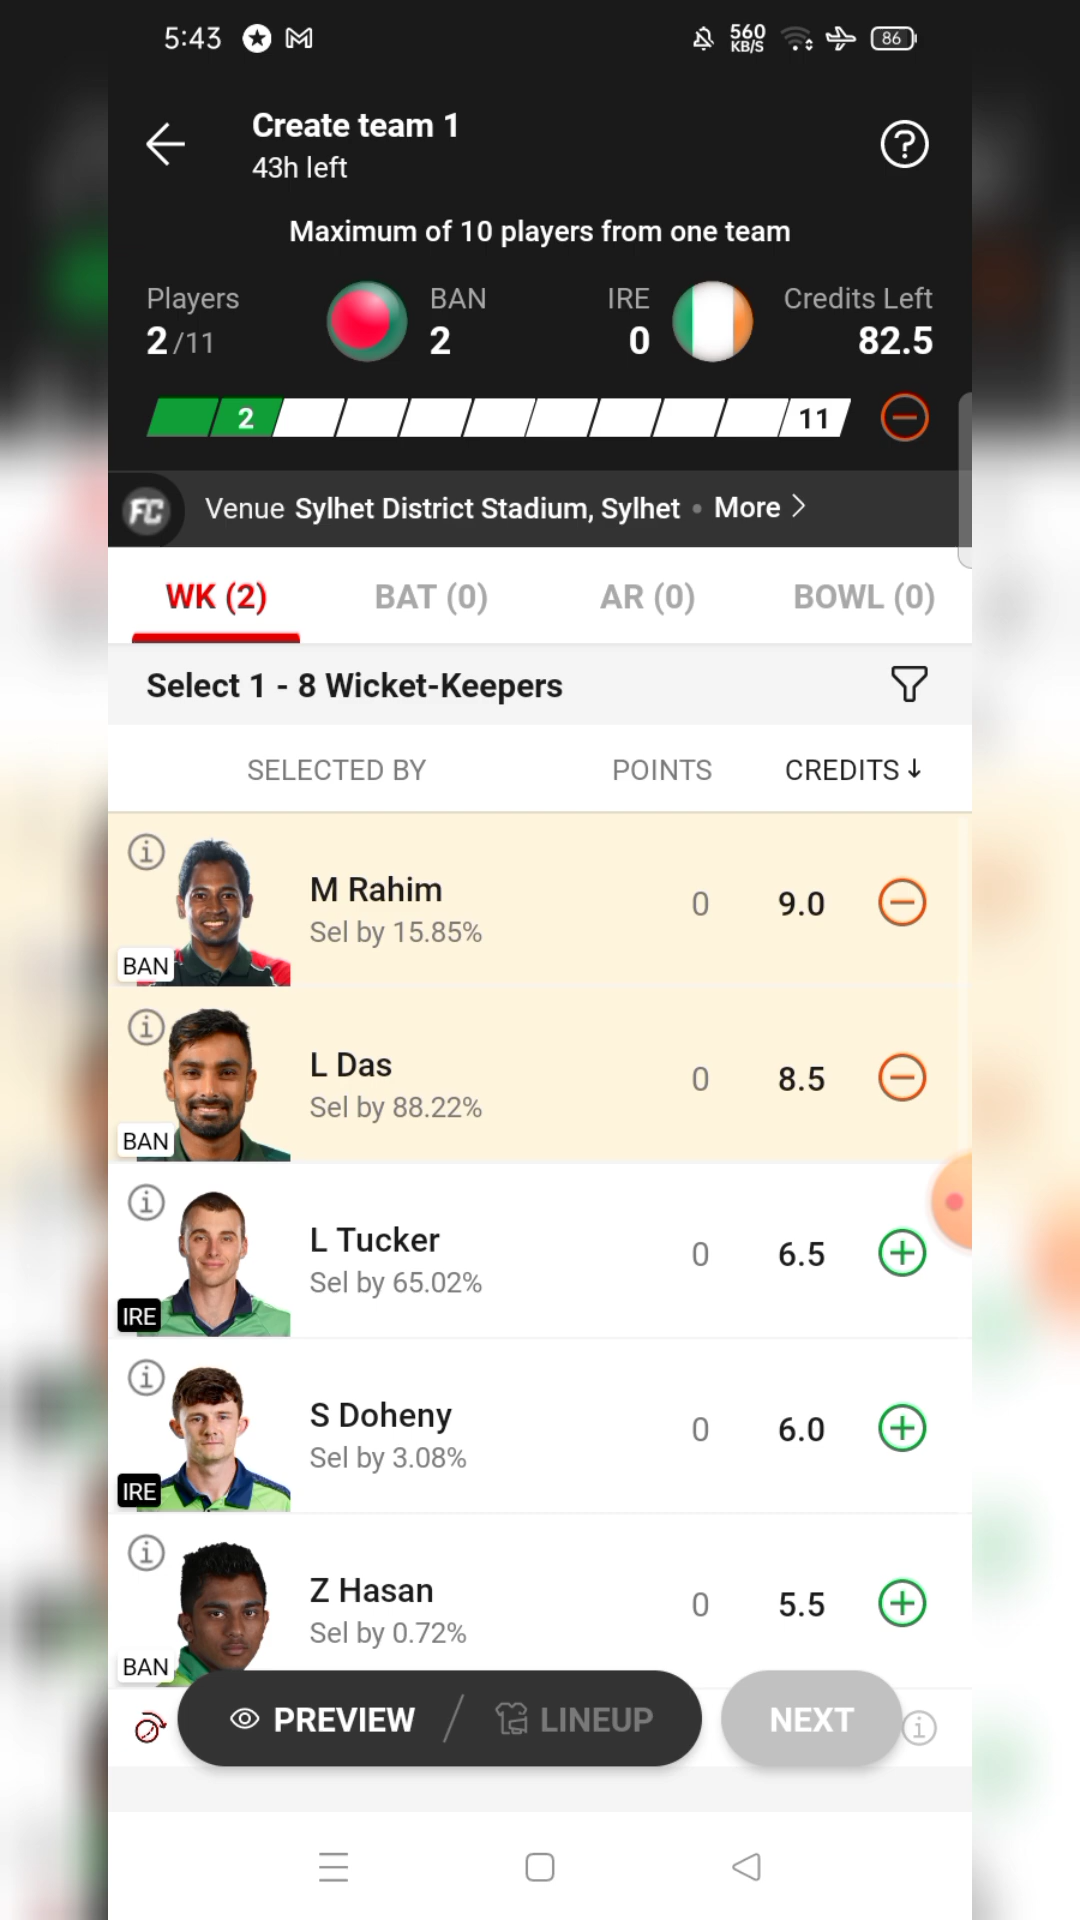 5:43 560 KB/S 86
Create team 1
43h left
Maximum of 10 players from one team
Players BAN IRE Credits Left
2/11 2 0 82.5
2 11
FC Venue Sylhet District Stadium, Sylhet • More
WK (2) BAT (0) AR (0) BOWL (0)
Select 1 - 8 Wicket-Keepers
SELECTED BY POINTS CREDITS↓
M Rahim 0 9.0
Sel by 15.85%
BAN
L Das 0 8.5
Sel by 88.22%
BAN
L Tucker 0 6.5
Sel by 65.02%
IRE
S Doheny 0 6.0
Sel by 3.08%
IRE
Z Hasan 0 5.5
Sel by 0.72%
BAN
PREVIEW / LINEUP NEXT